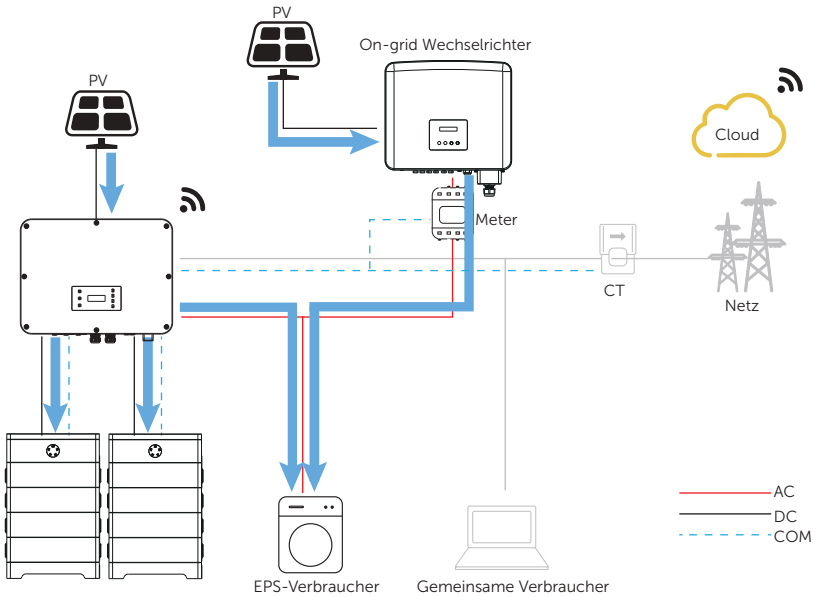 PV
On-grid Wechselrichter
PV
Cloud
Meter
CT
Netz
AC
DC
COM
EPS-Verbraucher
Gemeinsame Verbraucher